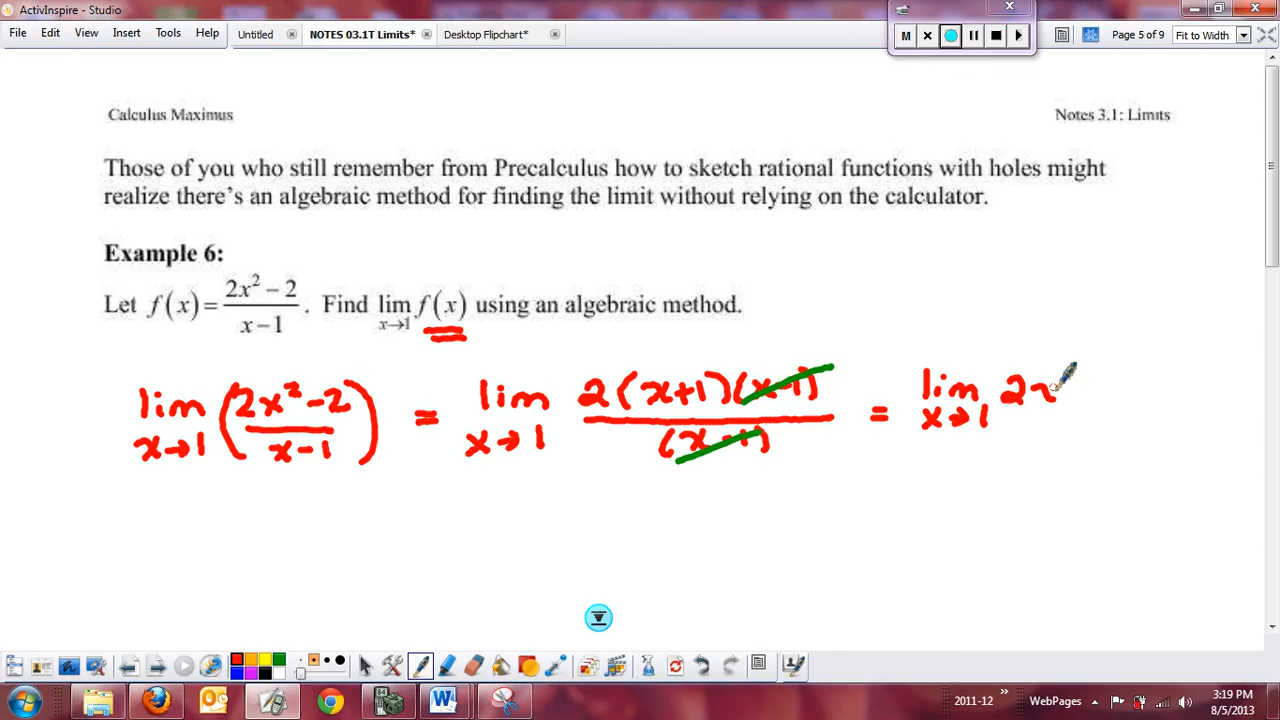 ActivInspire - Studio
File Edit View Insert Tools Help Untitled NOTES 03.1T Limits* Desktop Flipchart* M Page 5 of 9 Fit to Width
Calculus Maximus Notes 3.1: Limits
Those of you who still remember from Precalculus how to sketch rational functions with holes might
realize there's an algebraic method for finding the limit without relying on the calculator.
Example 6:
Let f(x) = (2x² − 2)/(x − 1). Find lim x→1 f(x) using an algebraic method.
lim x→1 ((2x² − 2)/(x − 1)) = lim x→1 2(x+1)(x−1)/(x−1) = lim x→1 2x
2011-12 WebPages 3:19 PM
8/5/2013